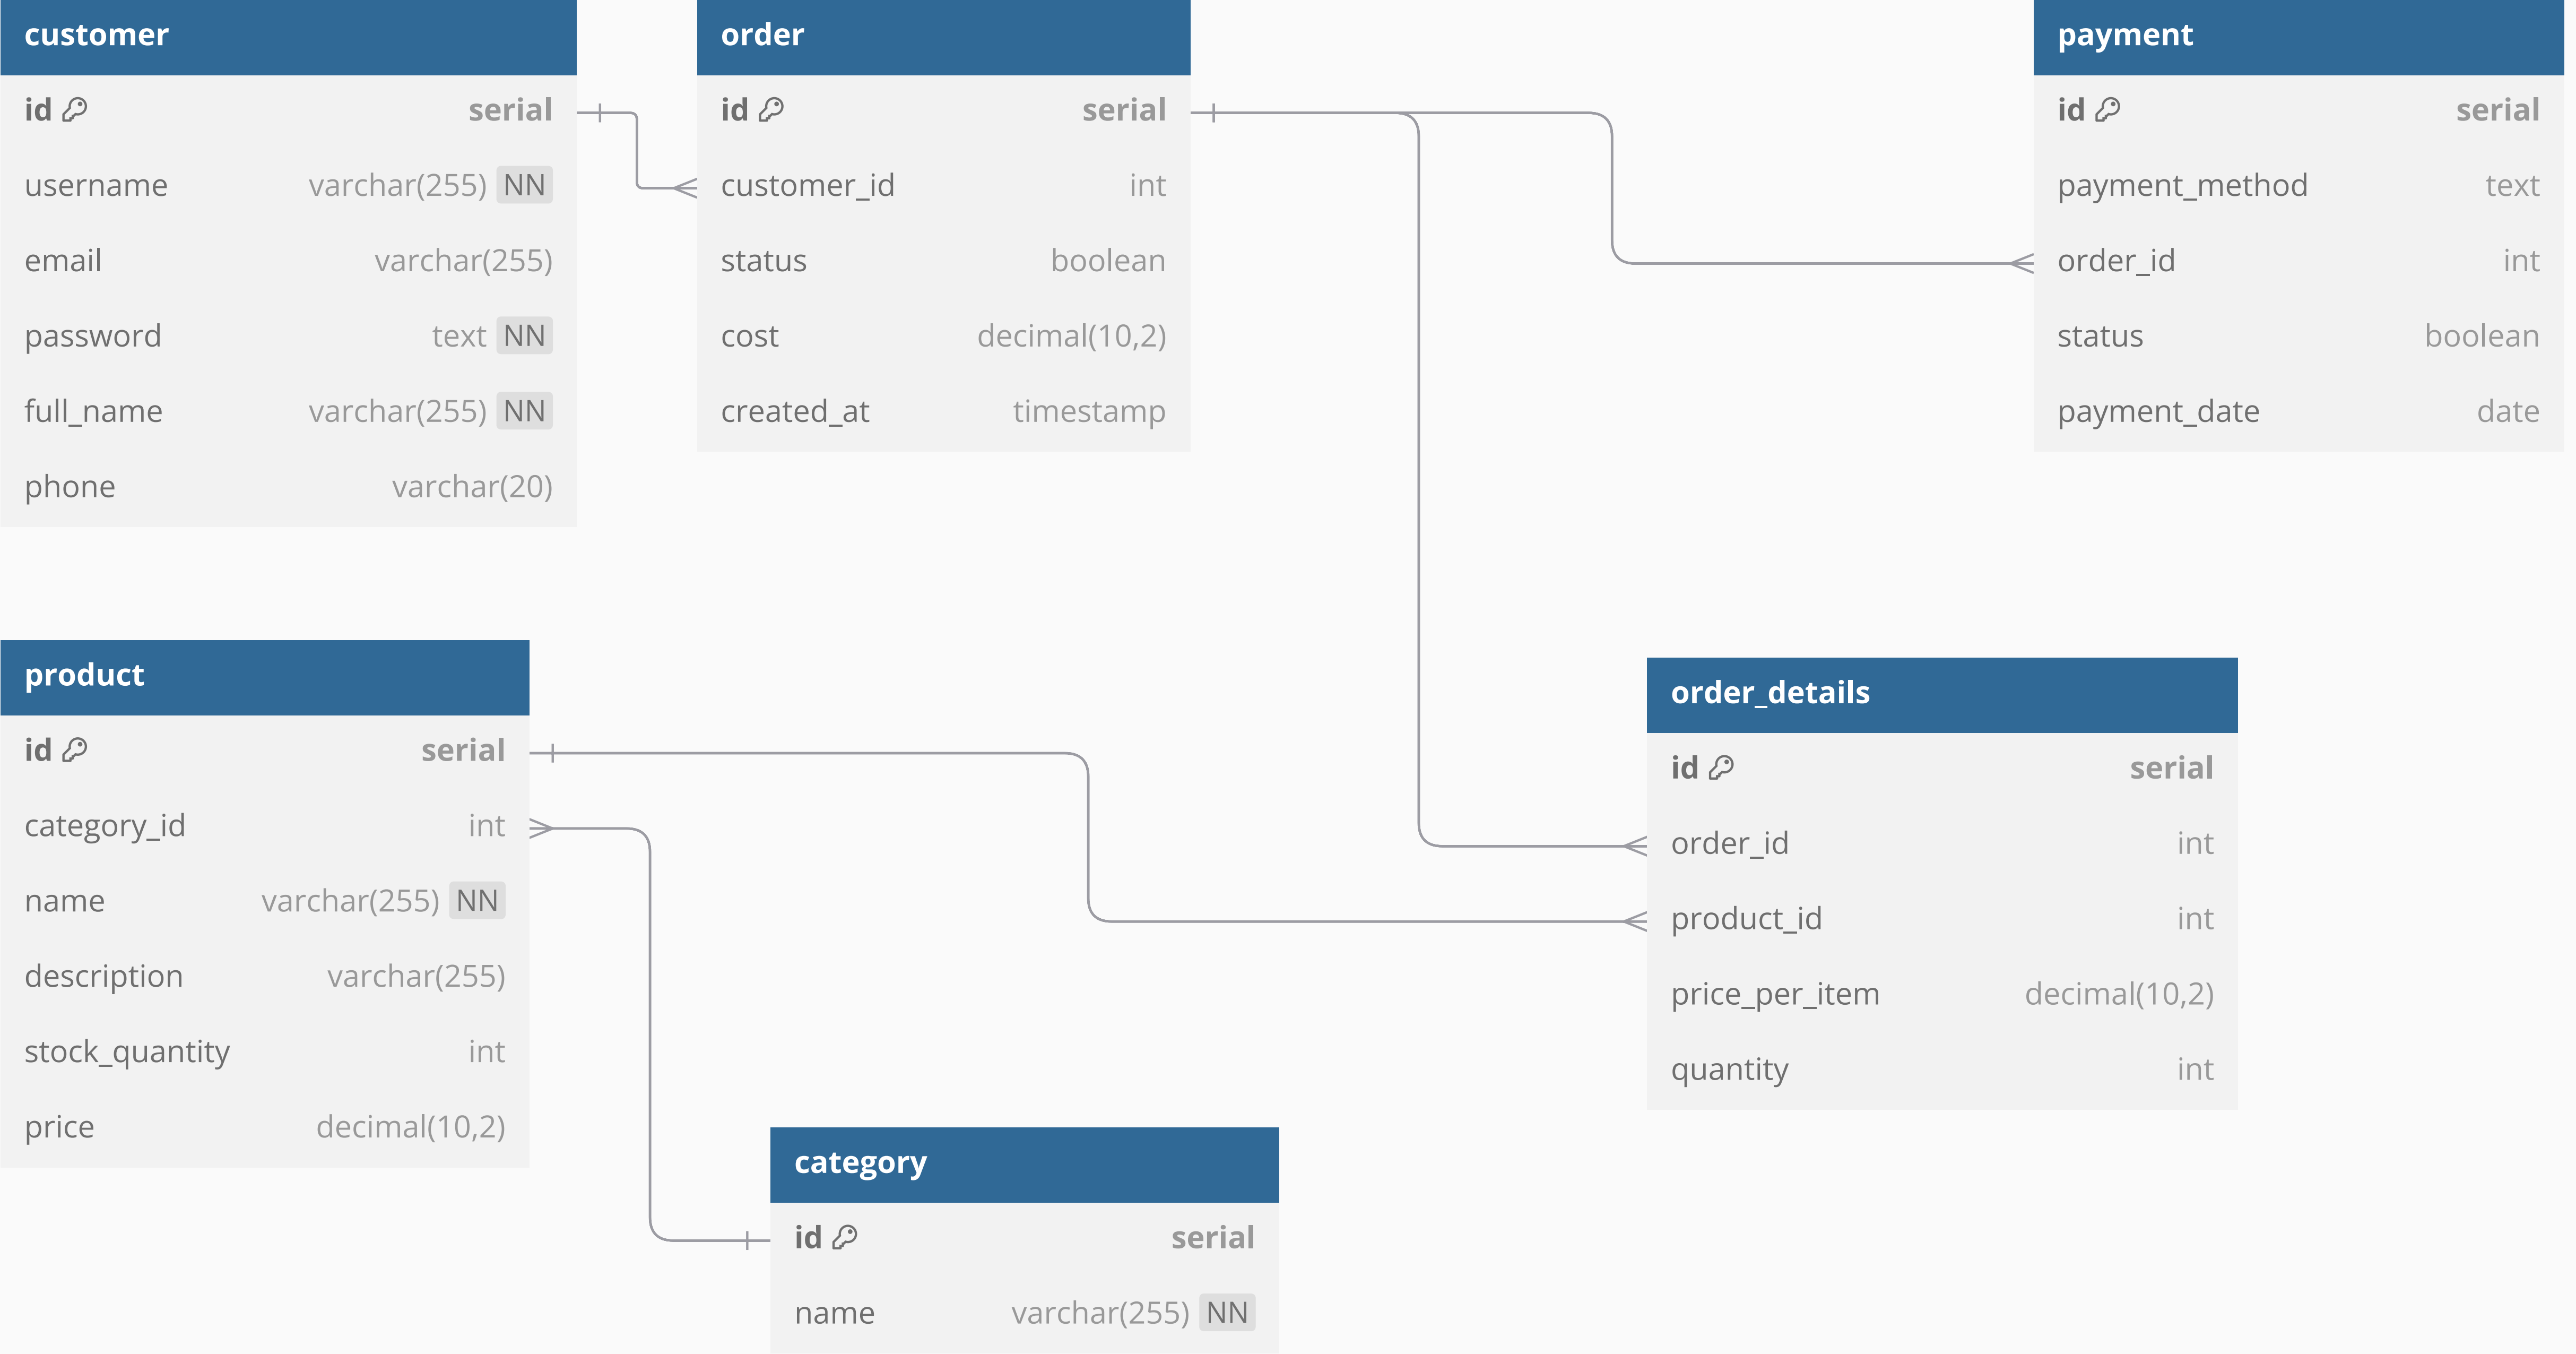 customer
id serial
username varchar(255) NN
email varchar(255)
password text NN
full_name varchar(255) NN
phone varchar(20)
order
id serial
customer_id int
status boolean
cost decimal(10,2)
created_at timestamp
payment
id serial
payment_method text
order_id int
status boolean
payment_date date
product
id serial
category_id int
name varchar(255) NN
description varchar(255)
stock_quantity int
price decimal(10,2)
order_details
id serial
order_id int
product_id int
price_per_item decimal(10,2)
quantity int
category
id serial
name varchar(255) NN